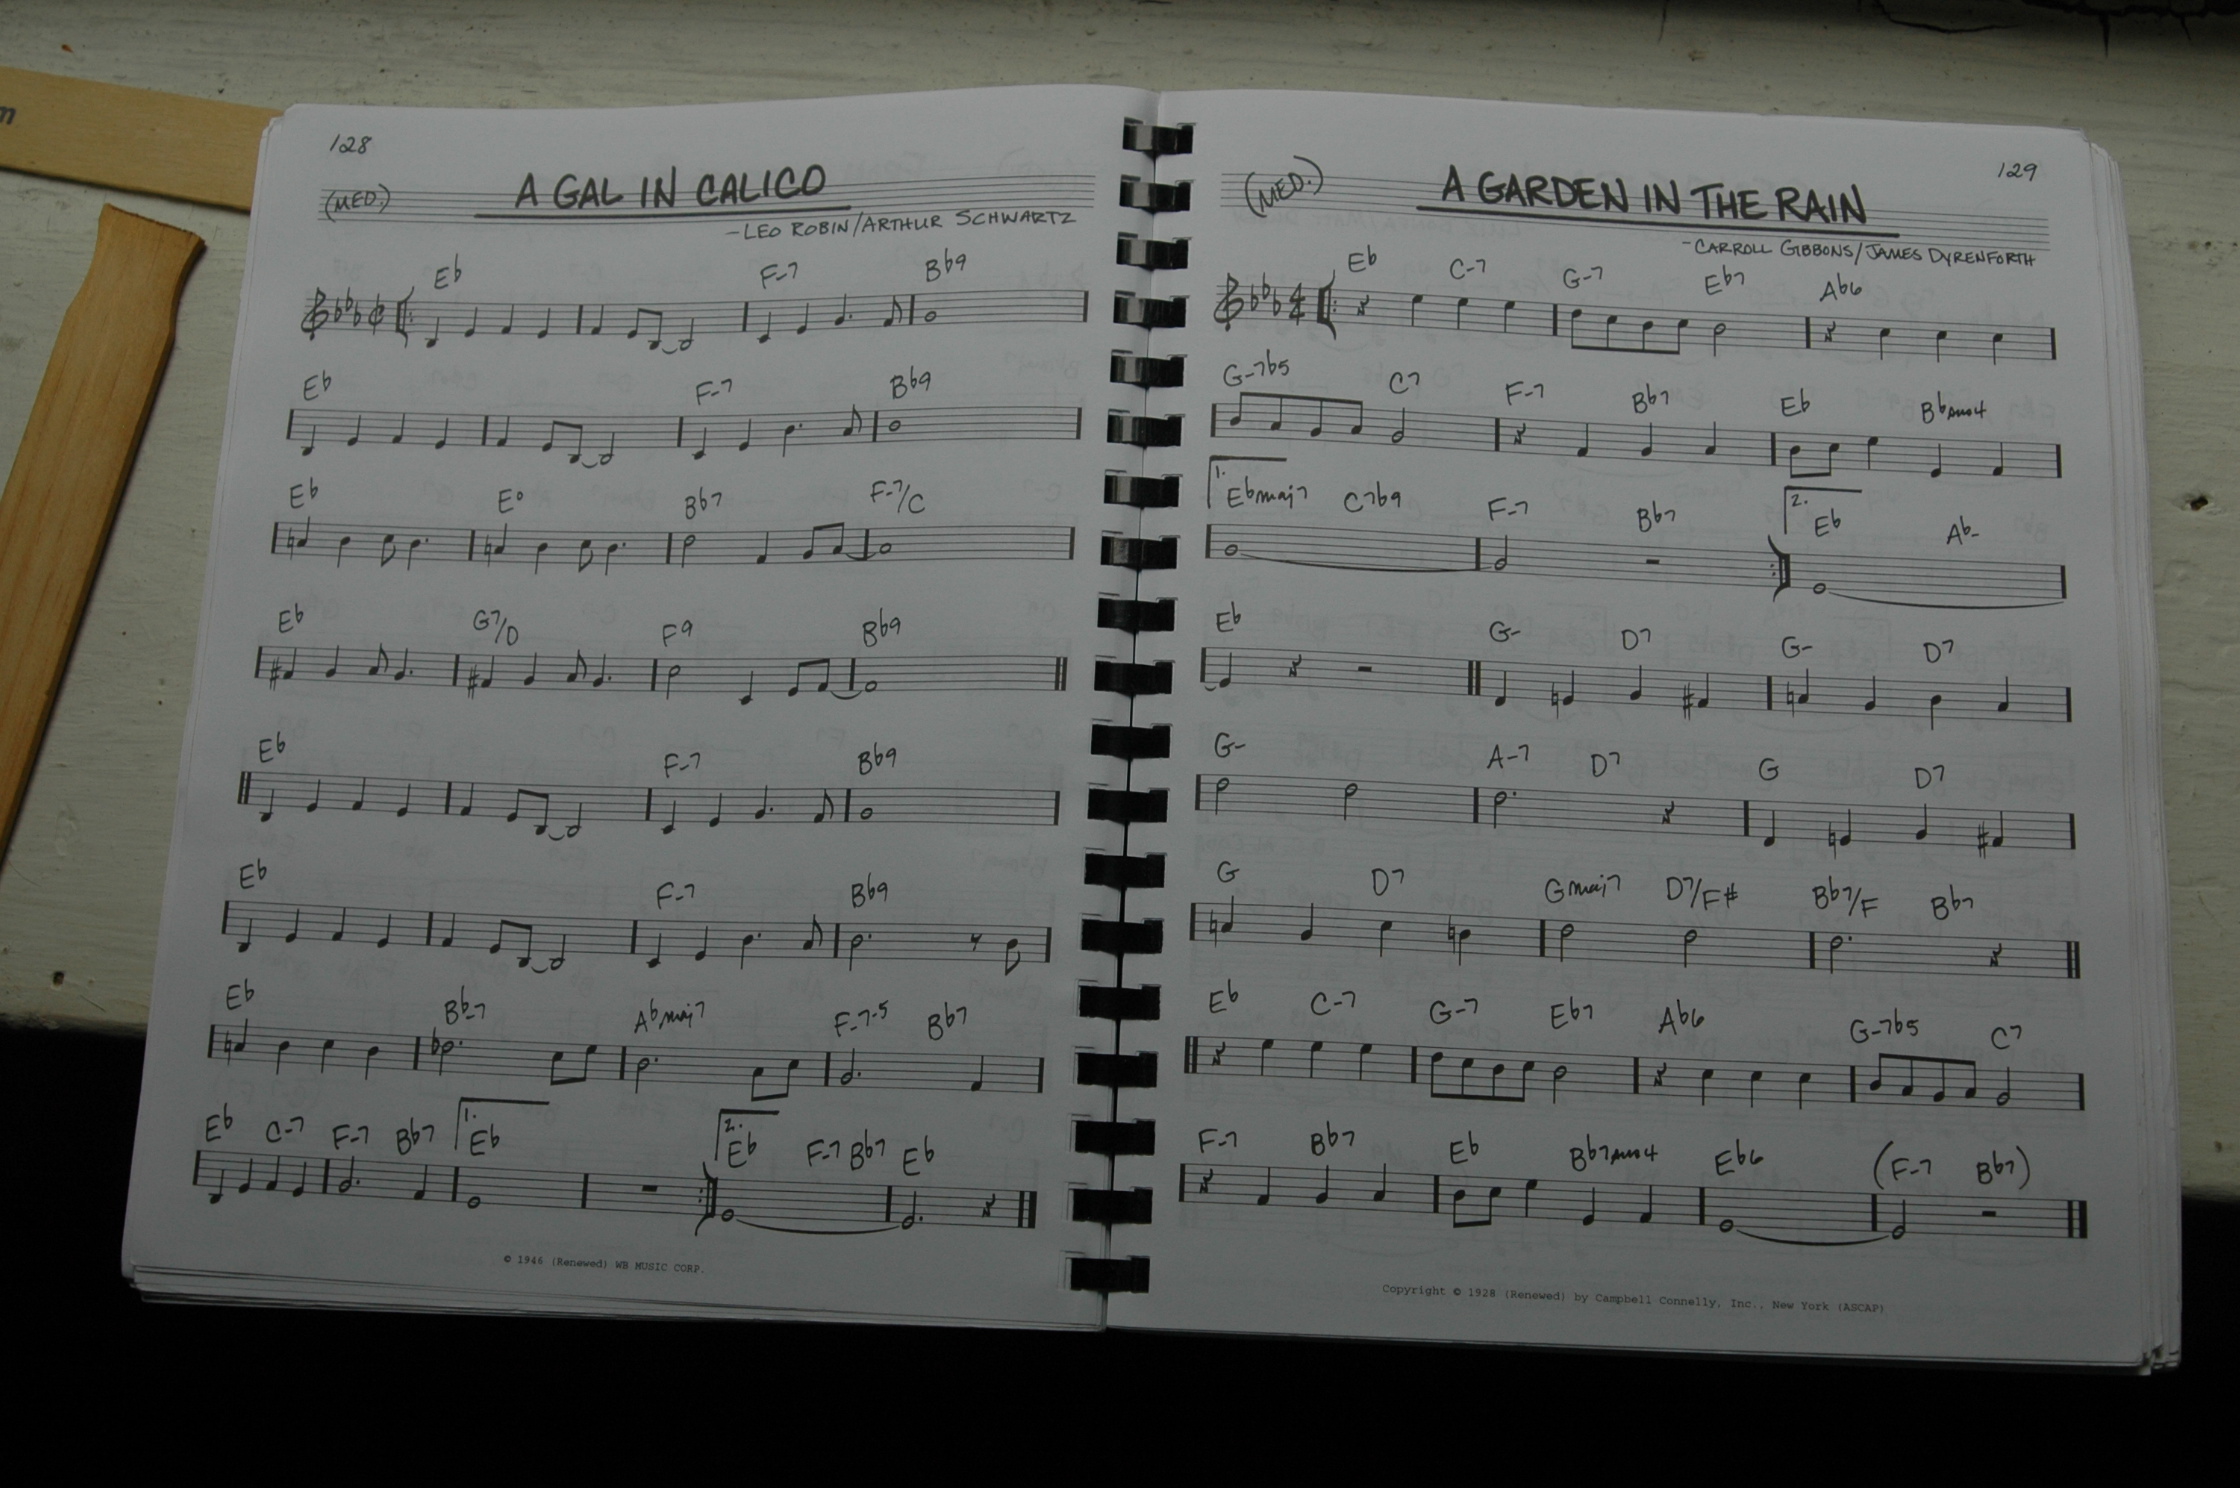 m
128
A GAL IN CALICO
(MED.)
- LEO ROBIN/ARTHUR SCHWARTZ
Eb F-7 Bb9
Eb F-7 Bb9
Eb E° Bb7 F-7/C
Eb G7/D F9 Bb9
Eb F-7 Bb9
Eb F-7 Bb9
Eb Bb-7 Abmaj7 F-7-5 Bb7
1. 2.
Eb C-7 F-7 Bb7 Eb Eb F-7 Bb7 Eb
© 1946 (Renewed) WB MUSIC CORP.
129
(MED.) A GARDEN IN THE RAIN
- CARROLL GIBBONS/JAMES DYRENFORTH
Eb C-7 G-7 Eb7 Ab6
4
4
G-7b5 C7 F-7 Bb7 Eb Bbsus4
1. 2.
Ebmaj7 C7b9 F-7 Bb7 Eb Ab-
Eb G- D7 G- D7
G- A-7 D7 G D7
G D7 Gmaj7 D7/F# Bb7/F Bb7
Eb C-7 G-7 Eb7 Ab6 G-7b5 C7
F-7 Bb7 Eb Bb7sus4 Eb6 (F-7 Bb7)
Copyright © 1928 (Renewed) by Campbell Connelly, Inc., New York (ASCAP)